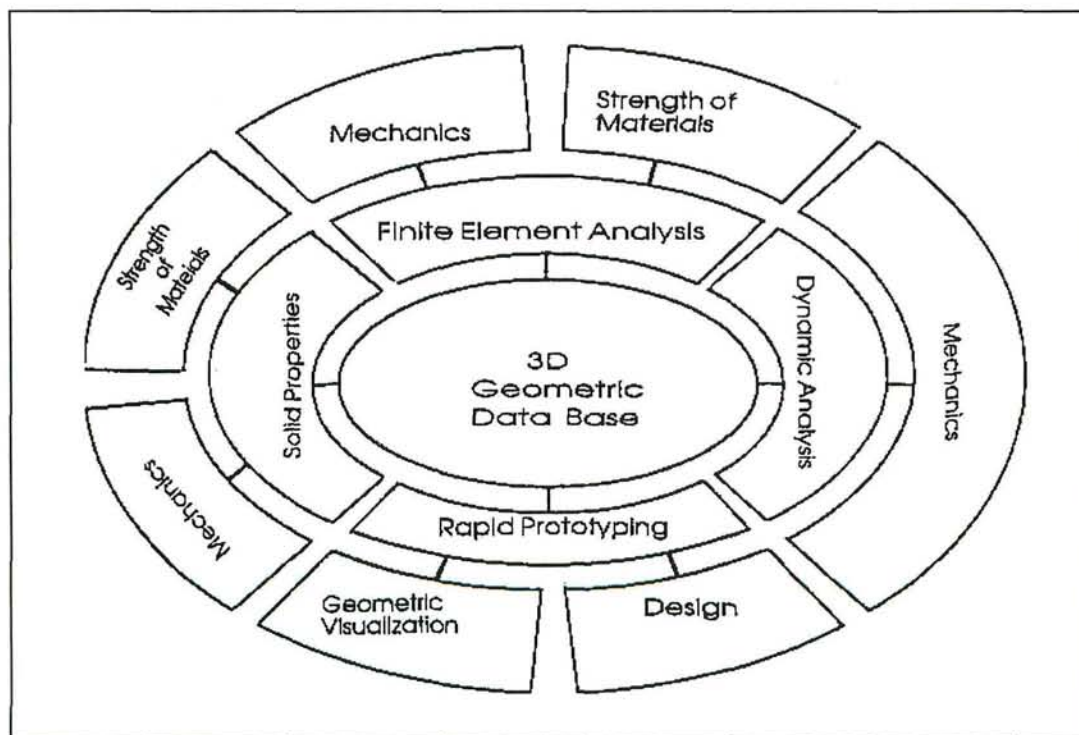 Mechanics
Strength of
Materials
Strength
of
Mateiials
Finite Element Analysis
Solid Properties
3D
Geometric
Data Base
Dynamic Analysis
Mechanics
Mechanics
Rapid Prototyping
Geometric
Visualization
Design